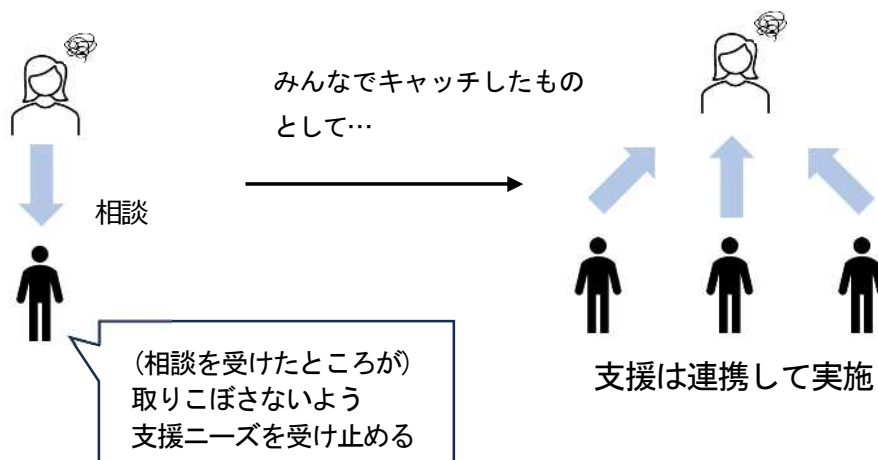 みんなでキャッチしたもの
として…
相談
(相談を受けたところが)
取りこぼさないよう
支援ニーズを受け止める
支援は連携して実施